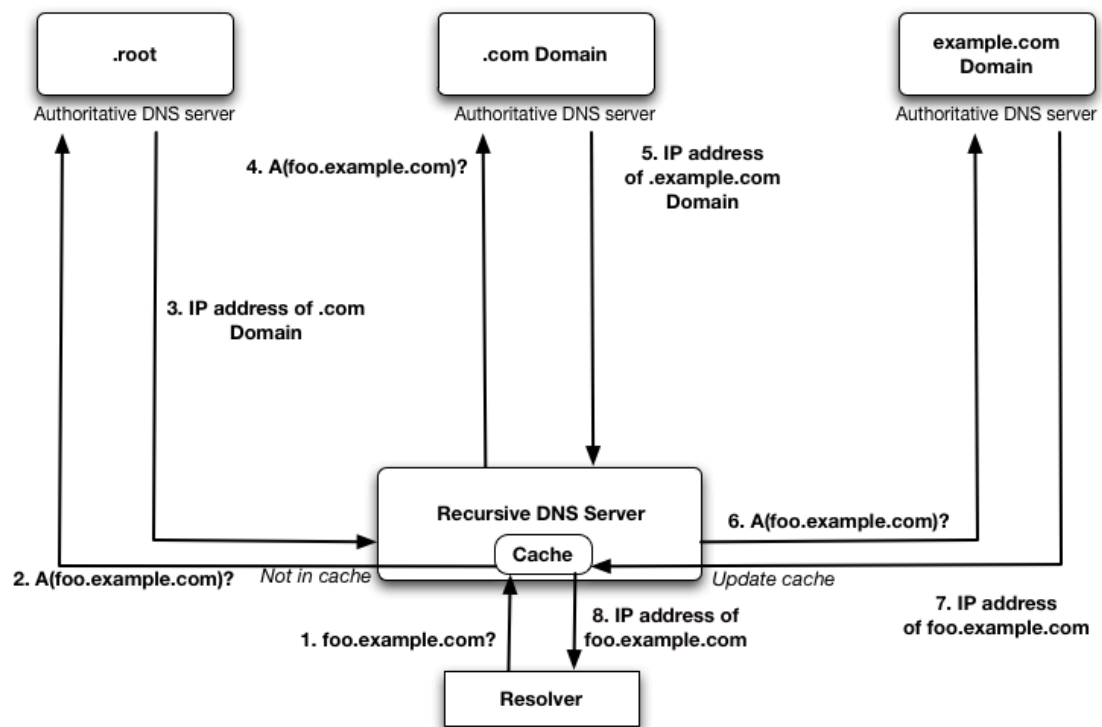 .root
Authoritative DNS server
.com Domain
Authoritative DNS server
example.com
Domain
Authoritative DNS server
4. A(foo.example.com)?
5. IP address
of .example.com
Domain
3. IP address of .com
Domain
Recursive DNS Server
Cache
6. A(foo.example.com)?
2. A(foo.example.com)?
Not in cache
Update cache
7. IP address
of foo.example.com
1. foo.example.com?
8. IP address of
foo.example.com
Resolver